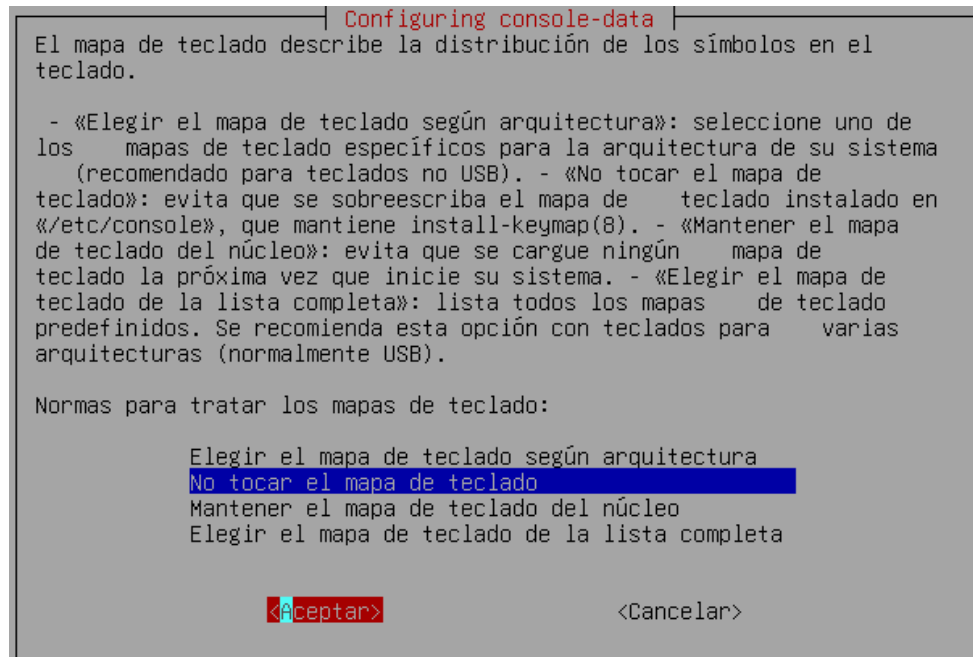 Configuring console-data
El mapa de teclado describe la distribución de los símbolos en el
teclado.
- «Elegir el mapa de teclado según arquitectura»: seleccione uno de
los    mapas de teclado específicos para la arquitectura de su sistema
(recomendado para teclados no USB). - «No tocar el mapa de
teclado»: evita que se sobreescriba el mapa de    teclado instalado en
«/etc/console», que mantiene install-keymap(8). - «Mantener el mapa
de teclado del núcleo»: evita que se cargue ningún    mapa de
teclado la próxima vez que inicie su sistema. - «Elegir el mapa de
teclado de la lista completa»: lista todos los mapas    de teclado
predefinidos. Se recomienda esta opción con teclados para    varias
arquitecturas (normalmente USB).
Normas para tratar los mapas de teclado:
Elegir el mapa de teclado según arquitectura
No tocar el mapa de teclado
Mantener el mapa de teclado del núcleo
Elegir el mapa de teclado de la lista completa
<Aceptar>    <Cancelar>